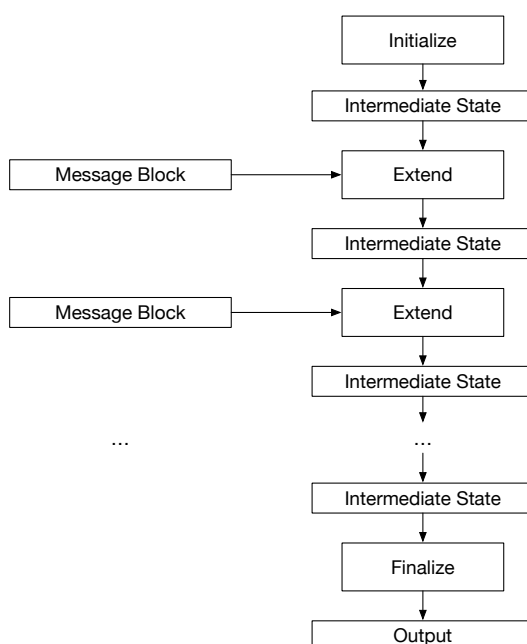 Initialize
Intermediate State
Message Block
Extend
Intermediate State
Message Block
Extend
Intermediate State
...
...
Intermediate State
Finalize
Output